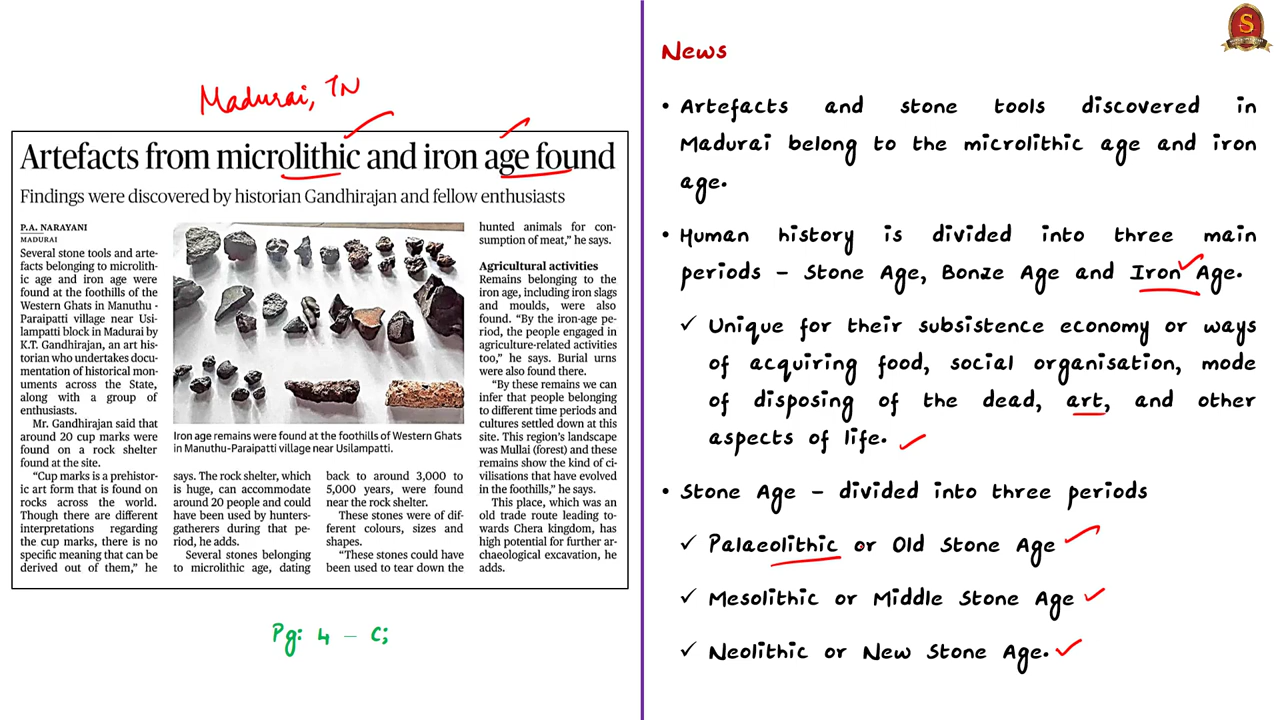 Madurai, TN
Artefacts from microlithic and iron age found
Findings were discovered by historian Gandhirajan and fellow enthusiasts
P.A. NARAYANI
MADURAI
Several stone tools and arte-
facts belonging to microlith-
ic age and iron age were
found at the foothills of the
Western Ghats in Manuthu -
Paraipatti village near Usi-
lampatti block in Madurai by
K.T. Gandhirajan, an art his-
torian who undertakes docu-
mentation of historical mon-
uments across the State,
along with a group of
enthusiasts.
Mr. Gandhirajan said that
around 20 cup marks were
found on a rock shelter
found at the site.
“Cup marks is a prehistor-
ic art form that is found on
rocks across the world.
Though there are different
interpretations regarding
the cup marks, there is no
specific meaning that can be
derived out of them,” he
Iron age remains were found at the foothills of Western Ghats
in Manuthu-Paraipatti village near Usilampatti.
says. The rock shelter, which
is huge, can accommodate
around 20 people and could
have been used by hunters-
gatherers during that pe-
riod, he adds.
Several stones belonging
to microlithic age, dating
back to around 3,000 to
5,000 years, were found
near the rock shelter.
These stones were of dif-
ferent colours, sizes and
shapes.
“These stones could have
been used to tear down the
hunted animals for con-
sumption of meat,” he says.
Agricultural activities
Remains belonging to the
iron age, including iron slags
and moulds, were also
found. “By the iron-age pe-
riod, the people engaged in
agriculture-related activities
too,” he says. Burial urns
were also found there.
“By these remains we can
infer that people belonging
to different time periods and
cultures settled down at this
site. This region’s landscape
was Mullai (forest) and these
remains show the kind of ci-
vilisations that have evolved
in the foothills,” he says.
This place, which was an
old trade route leading to-
wards Chera kingdom, has
high potential for further ar-
chaeological excavation, he
adds.
Pg: 4 – C;
News
• Artefacts and stone tools discovered in
Madurai belong to the microlithic age and iron
age.
• Human history is divided into three main
periods – Stone Age, Bonze Age and Iron Age.
✓ Unique for their subsistence economy or ways
of acquiring food, social organisation, mode
of disposing of the dead, art, and other
aspects of life.
• Stone Age – divided into three periods
✓ Palaeolithic or Old Stone Age
✓ Mesolithic or Middle Stone Age
✓ Neolithic or New Stone Age.
S